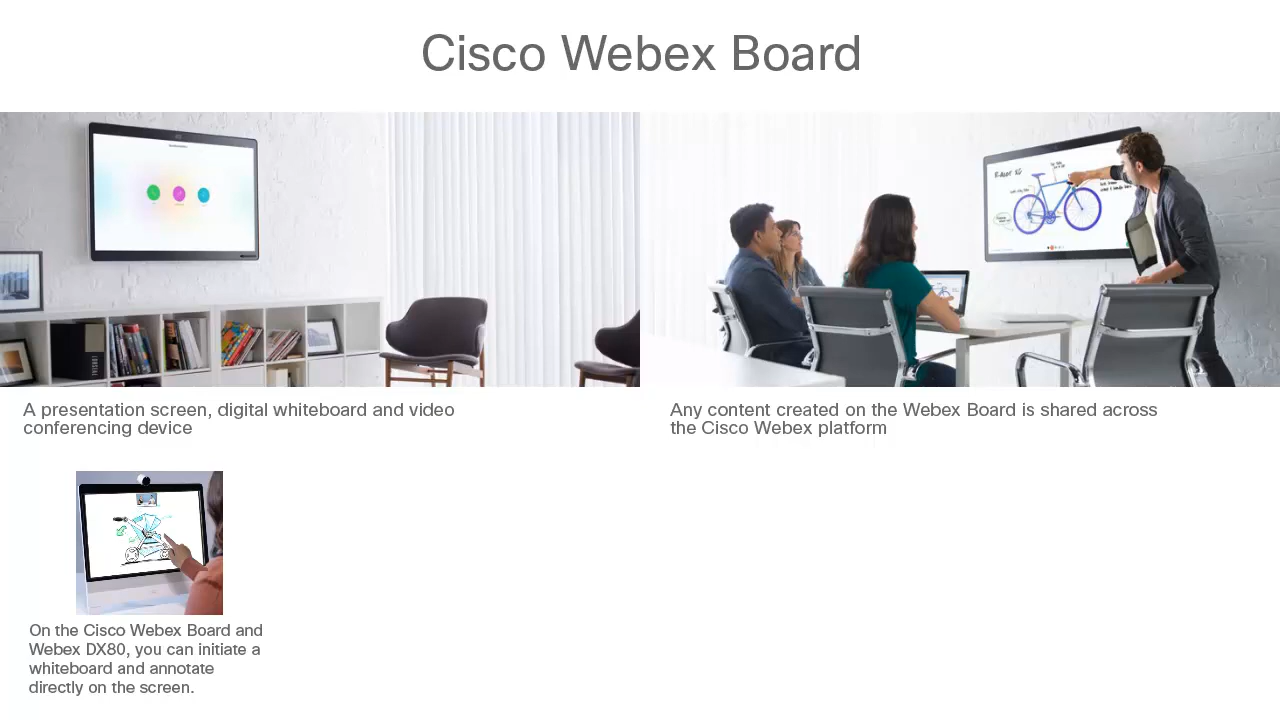 Cisco Webex Board
A presentation screen, digital whiteboard and video
conferencing device
Any content created on the Webex Board is shared across
the Cisco Webex platform
On the Cisco Webex Board and
Webex DX80, you can initiate a
whiteboard and annotate
directly on the screen.